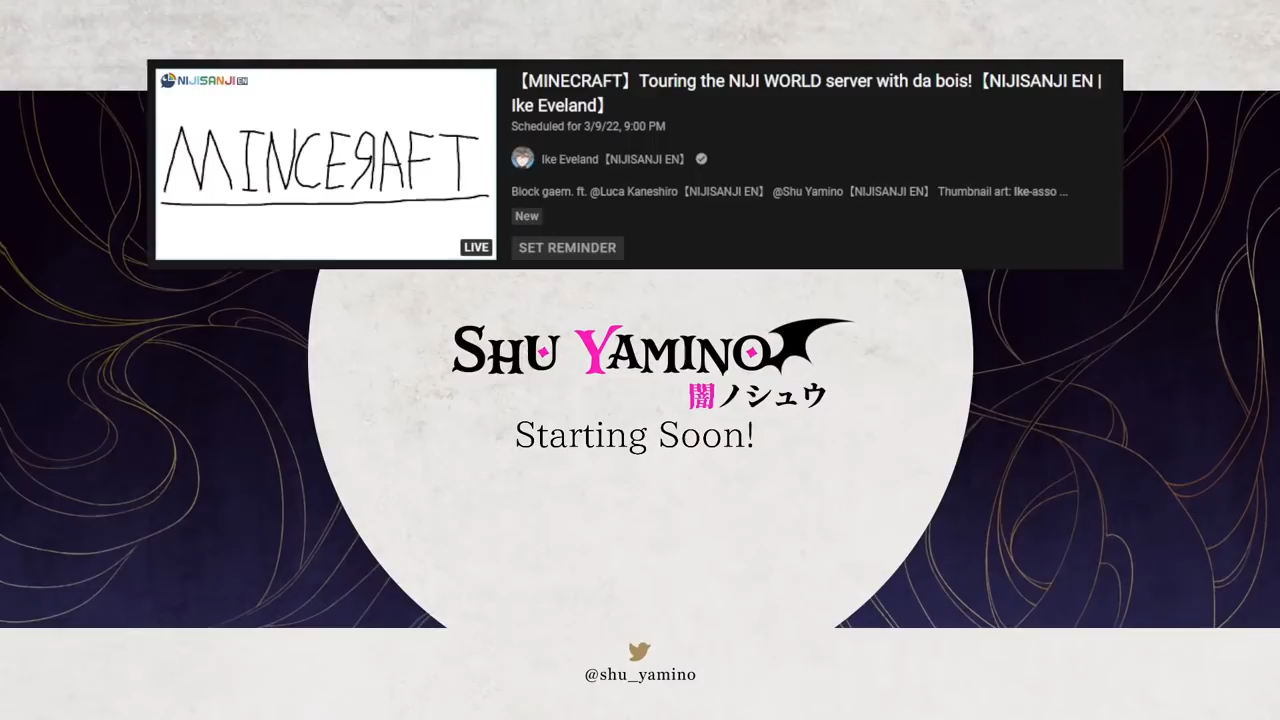 NIJISANJI EN
MINCEЯAFT
LIVE
【MINECRAFT】Touring the NIJI WORLD server with da bois!【NIJISANJI EN |
Ike Eveland】
Scheduled for 3/9/22, 9:00 PM
Ike Eveland【NIJISANJI EN】
Block gaem. ft. @Luca Kaneshiro【NIJISANJI EN】 @Shu Yamino【NIJISANJI EN】 Thumbnail art: Ike-asso ...
New
SET REMINDER
SHU YAMINO
闇ノシュウ
Starting Soon!
@shu_yamino